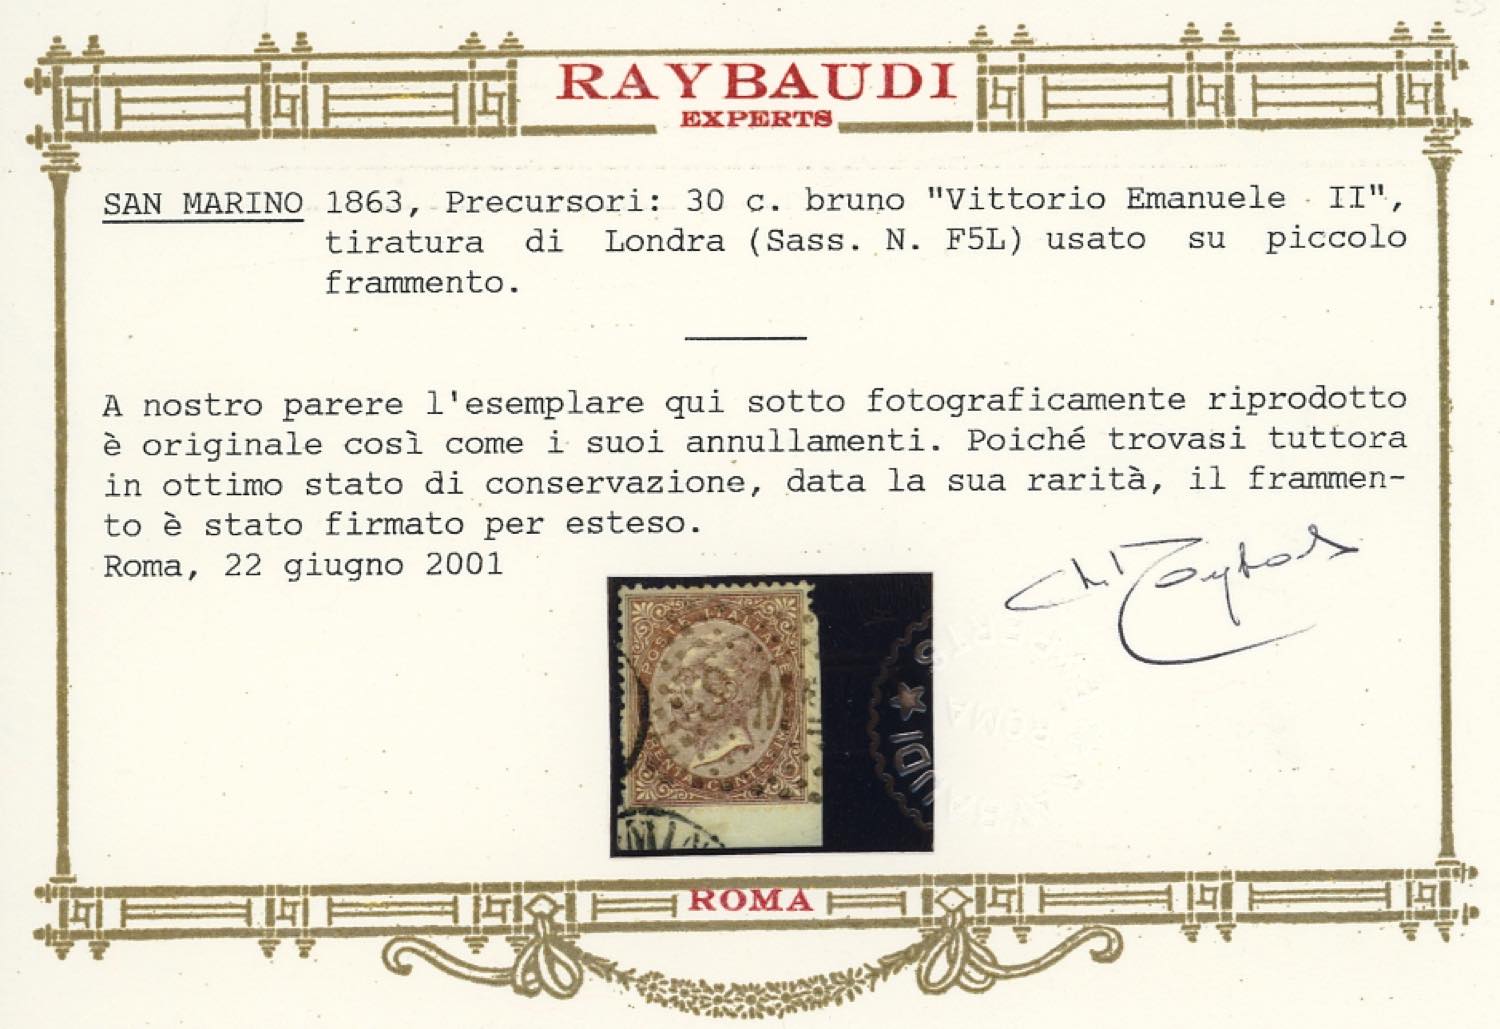 RAYBAUDI
EXPERTS
SAN MARINO 1863, Precursori: 30 c. bruno "Vittorio Emanuele II",
tiratura di Londra (Sass. N. F5L) usato su piccolo
frammento.
A nostro parere l'esemplare qui sotto fotograficamente riprodotto
è originale così come i suoi annullamenti. Poiché trovasi tuttora
in ottimo stato di conservazione, data la sua rarità, il frammen-
to è stato firmato per esteso.
Roma, 22 giugno 2001
POSTE ITALIANE
ROMA